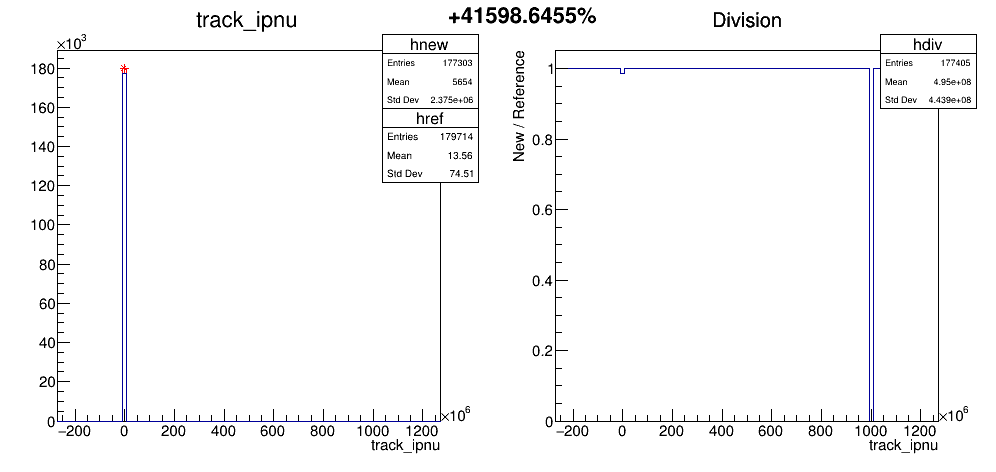 +41598.6455%
track_ipnu
×10³
hnew
Entries 177303
Mean 5654
Std Dev 2.375e+06
href
Entries 179714
Mean 13.56
Std Dev 74.51
180
160
140
120
100
80
60
40
20
0
−200 0 200 400 600 800 1000 1200
×10⁶
track_ipnu
Division
hdiv
Entries 177405
Mean 4.95e+08
Std Dev 4.439e+08
New / Reference
1
0.8
0.6
0.4
0.2
0
−200 0 200 400 600 800 1000 1200
×10⁶
track_ipnu